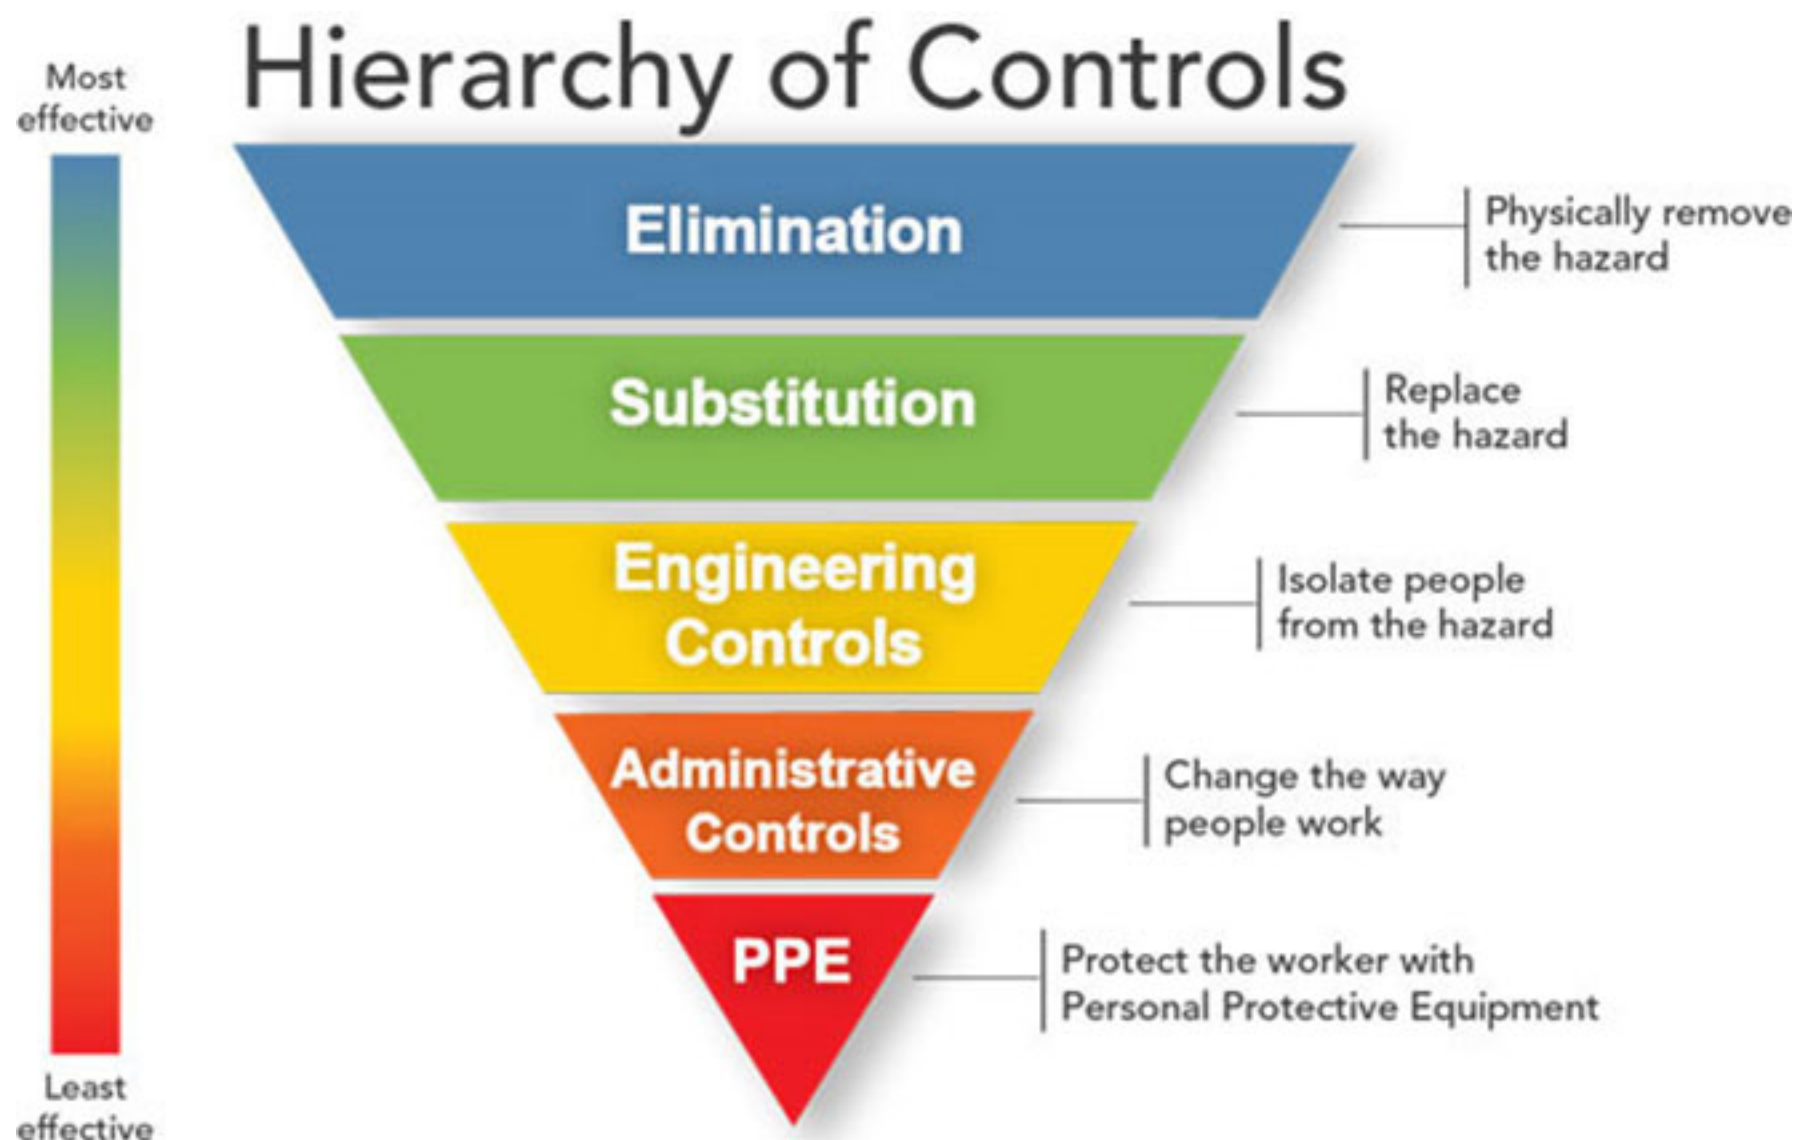 Hierarchy of Controls
Most
effective
Elimination
Physically remove
the hazard
Substitution
Replace
the hazard
Engineering
Controls
Isolate people
from the hazard
Administrative
Controls
Change the way
people work
PPE
Protect the worker with
Personal Protective Equipment
Least
effective